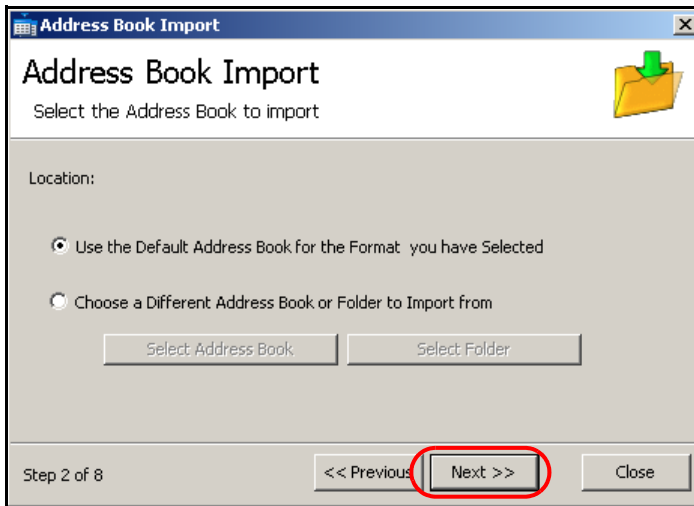 Address Book Import
Address Book Import
Select the Address Book to import
Location:
Use the Default Address Book for the Format you have Selected
Choose a Different Address Book or Folder to Import from
Select Address Book Select Folder
Step 2 of 8 << Previous Next >> Close